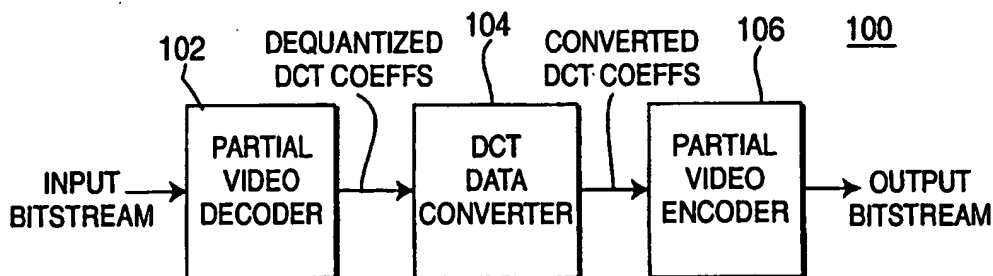 102
DEQUANTIZED
DCT COEFFS
104
CONVERTED
DCT COEFFS
106
100
INPUT
BITSTREAM
PARTIAL
VIDEO
DECODER
DCT
DATA
CONVERTER
PARTIAL
VIDEO
ENCODER
OUTPUT
BITSTREAM